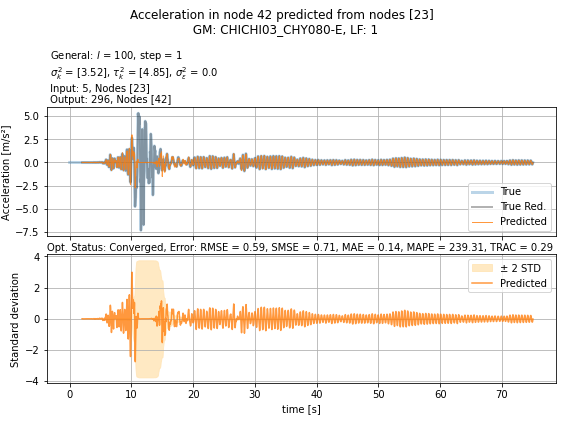 Acceleration in node 42 predicted from nodes [23]
GM: CHICHI03_CHY080-E, LF: 1
General: l = 100, step = 1
σ²ₖ = [3.52], τ²ₖ = [4.85], σ²ε = 0.0
Input: 5, Nodes [23]
Output: 296, Nodes [42]
Acceleration [m/s²]
5.0
2.5
0.0
−2.5
−5.0
−7.5
True
True Red.
Predicted
Opt. Status: Converged, Error: RMSE = 0.59, SMSE = 0.71, MAE = 0.14, MAPE = 239.31, TRAC = 0.29
Standard deviation
4
2
0
−2
−4
± 2 STD
Predicted
0 10 20 30 40 50 60 70
time [s]